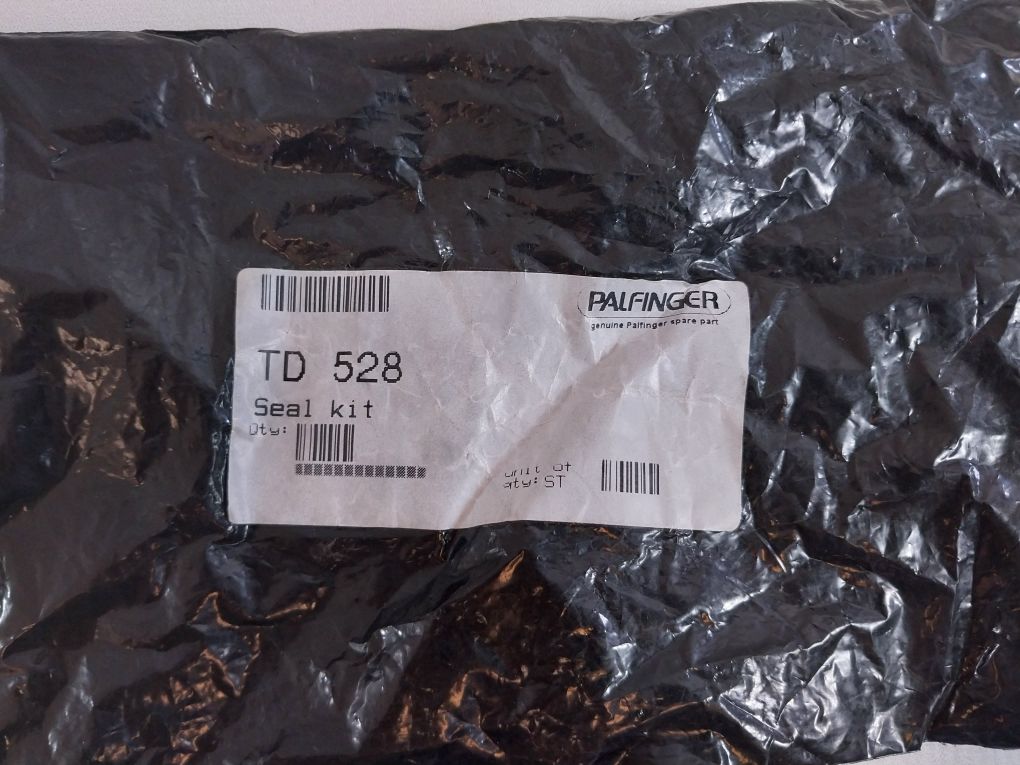 PALFINGER
genuine Palfinger spare part
TD 528
Seal kit
Qty:
unit of
qty: ST